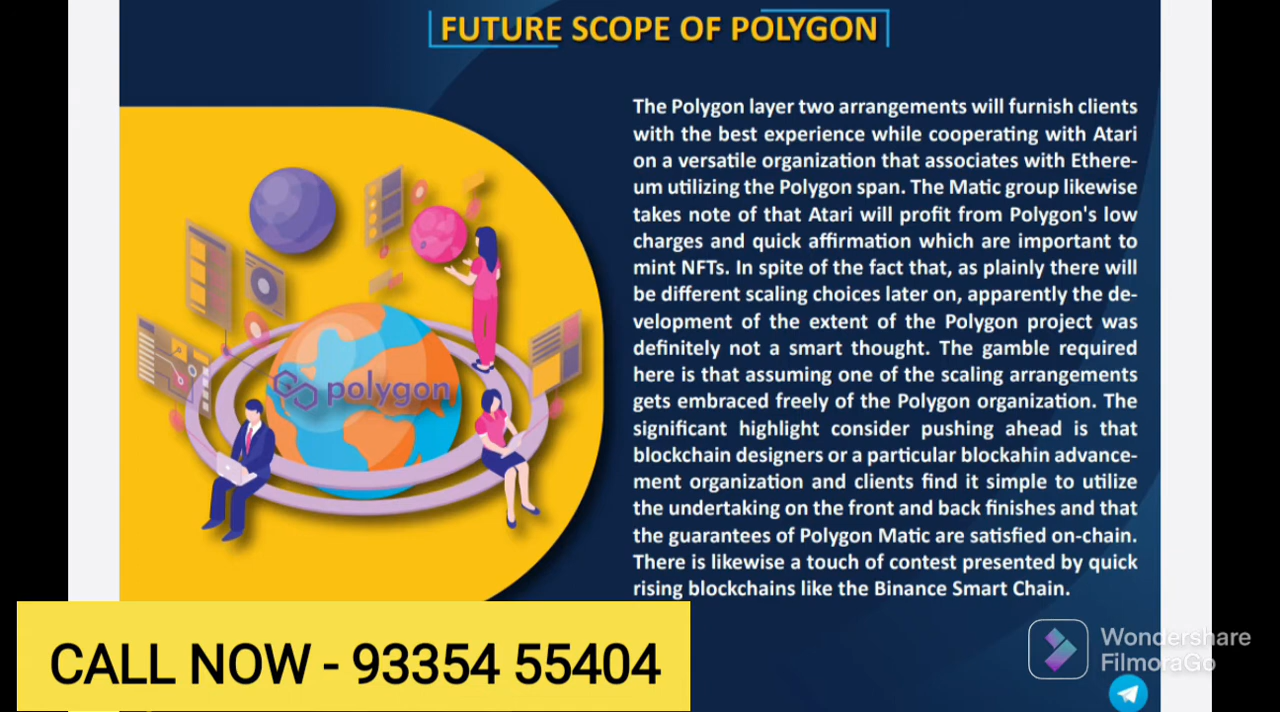 FUTURE SCOPE OF POLYGON
The Polygon layer two arrangements will furnish clients
with the best experience while cooperating with Atari
on a versatile organization that associates with Ethere-
um utilizing the Polygon span. The Matic group likewise
takes note of that Atari will profit from Polygon's low
charges and quick affirmation which are important to
mint NFTs. In spite of the fact that, as plainly there will
be different scaling choices later on, apparently the de-
velopment of the extent of the Polygon project was
definitely not a smart thought. The gamble required
here is that assuming one of the scaling arrangements
gets embraced freely of the Polygon organization. The
significant highlight consider pushing ahead is that
blockchain designers or a particular blockahin advance-
ment organization and clients find it simple to utilize
the undertaking on the front and back finishes and that
the guarantees of Polygon Matic are satisfied on-chain.
There is likewise a touch of contest presented by quick
rising blockchains like the Binance Smart Chain.
polygon
CALL NOW - 93354 55404
Wondershare
FilmoraGo